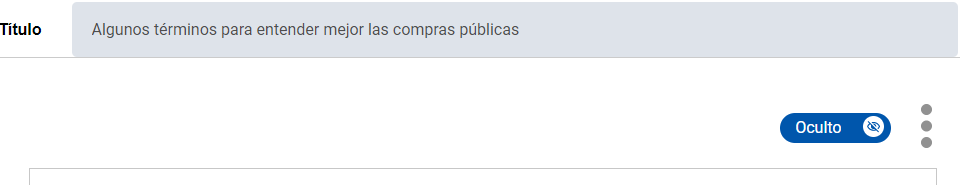 Título
Algunos términos para entender mejor las compras públicas
Oculto